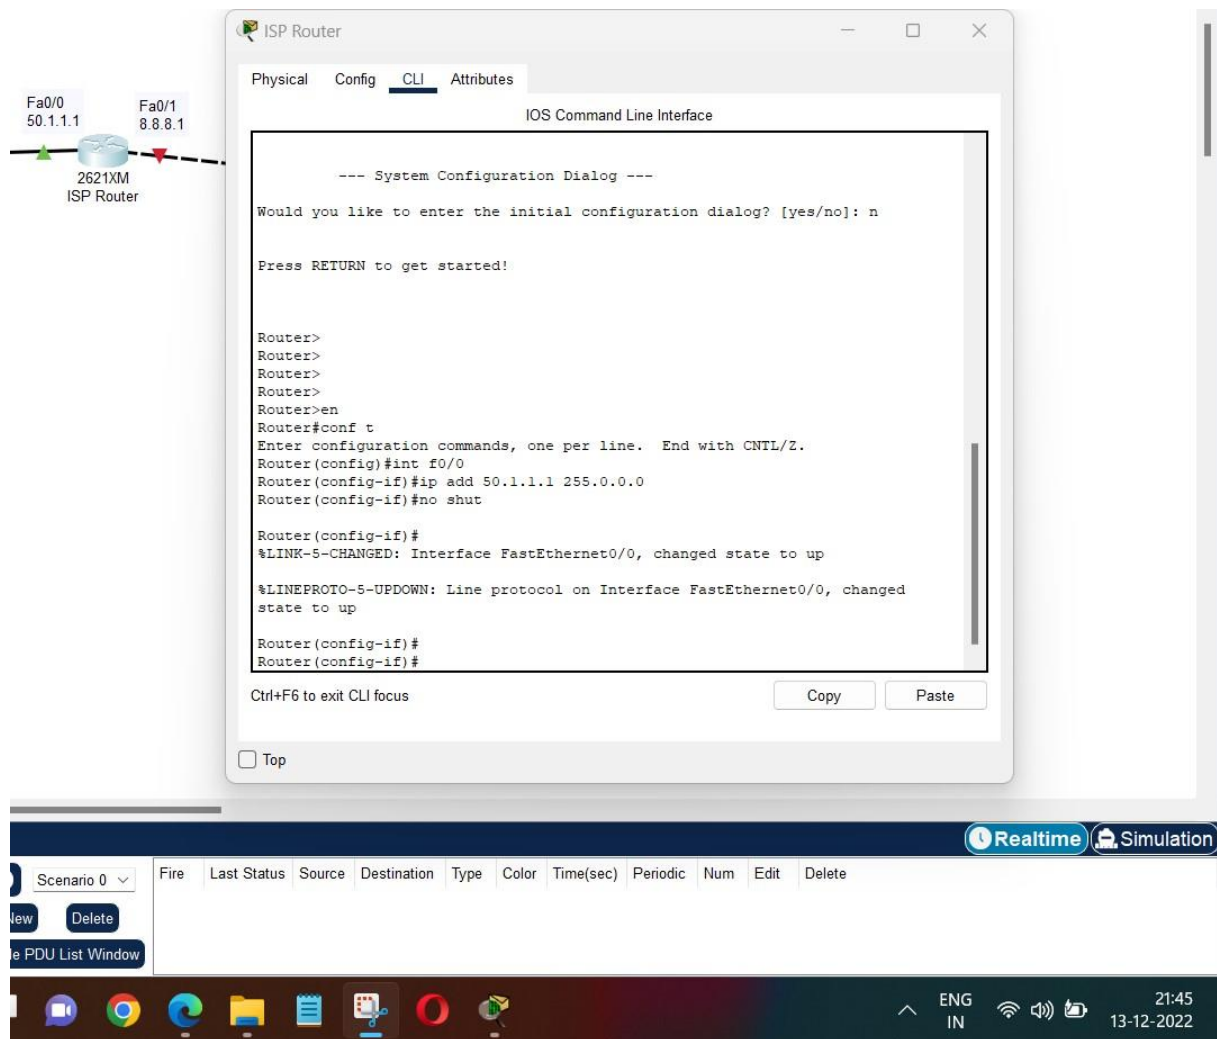 ISP Router
Physical Config CLI Attributes
IOS Command Line Interface
Fa0/0
50.1.1.1
Fa0/1
8.8.8.1
2621XM
ISP Router
--- System Configuration Dialog ---
Would you like to enter the initial configuration dialog? [yes/no]: n
Press RETURN to get started!
Router>
Router>
Router>
Router>
Router>en
Router#conf t
Enter configuration commands, one per line.  End with CNTL/Z.
Router(config)#int f0/0
Router(config-if)#ip add 50.1.1.1 255.0.0.0
Router(config-if)#no shut
Router(config-if)#
%LINK-5-CHANGED: Interface FastEthernet0/0, changed state to up
%LINEPROTO-5-UPDOWN: Line protocol on Interface FastEthernet0/0, changed
state to up
Router(config-if)#
Router(config-if)#
Ctrl+F6 to exit CLI focus
Copy Paste
Top
Realtime Simulation
Scenario 0
Fire Last Status Source Destination Type Color Time(sec) Periodic Num Edit Delete
New Delete
le PDU List Window
ENG
IN
21:45
13-12-2022